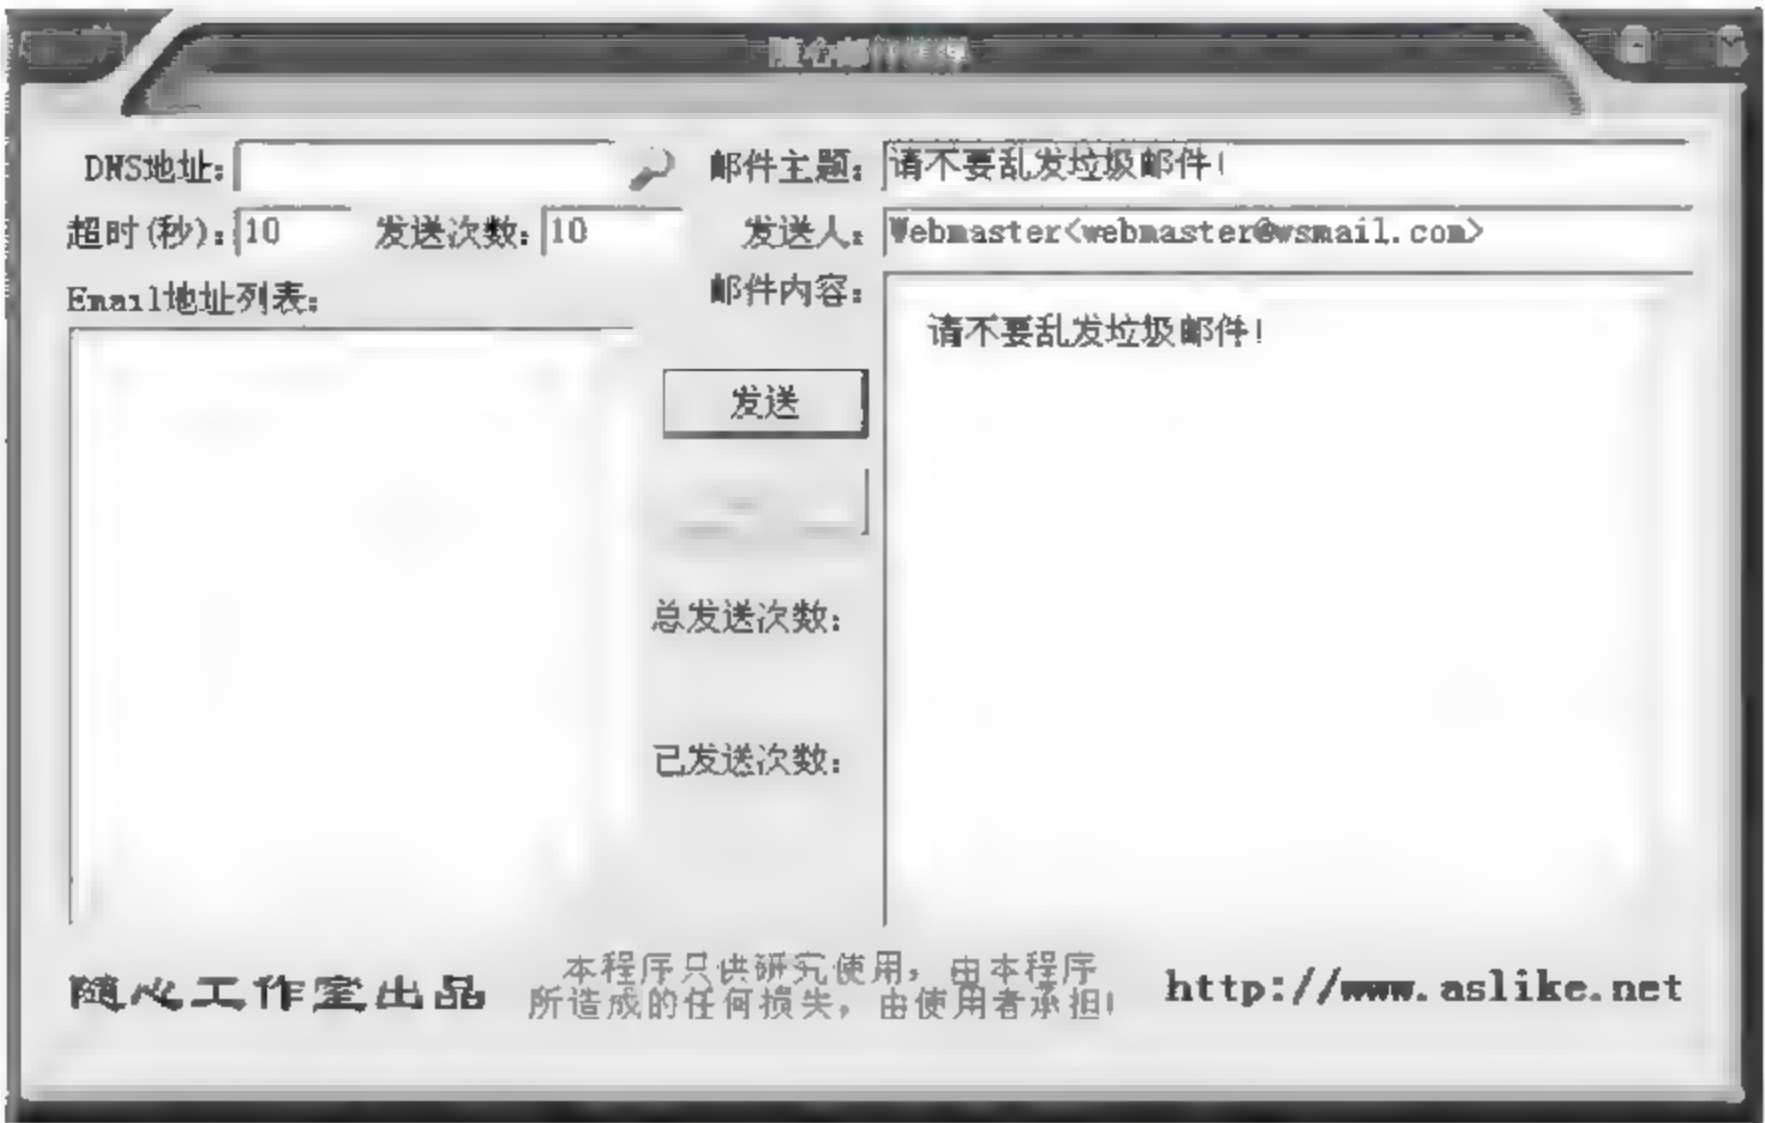 DNS地址:
邮件主题: 请不要乱发垃圾邮件!
超时(秒): 10 发送次数: 10
发送人: Webmaster<webmaster@wsmail.com>
Email地址列表:
邮件内容:
请不要乱发垃圾邮件!
发送
总发送次数:
已发送次数:
随心工作室出品
本程序只供研究使用, 由本程序
所造成的任何损失, 由使用者承担!
http://www.aslike.net